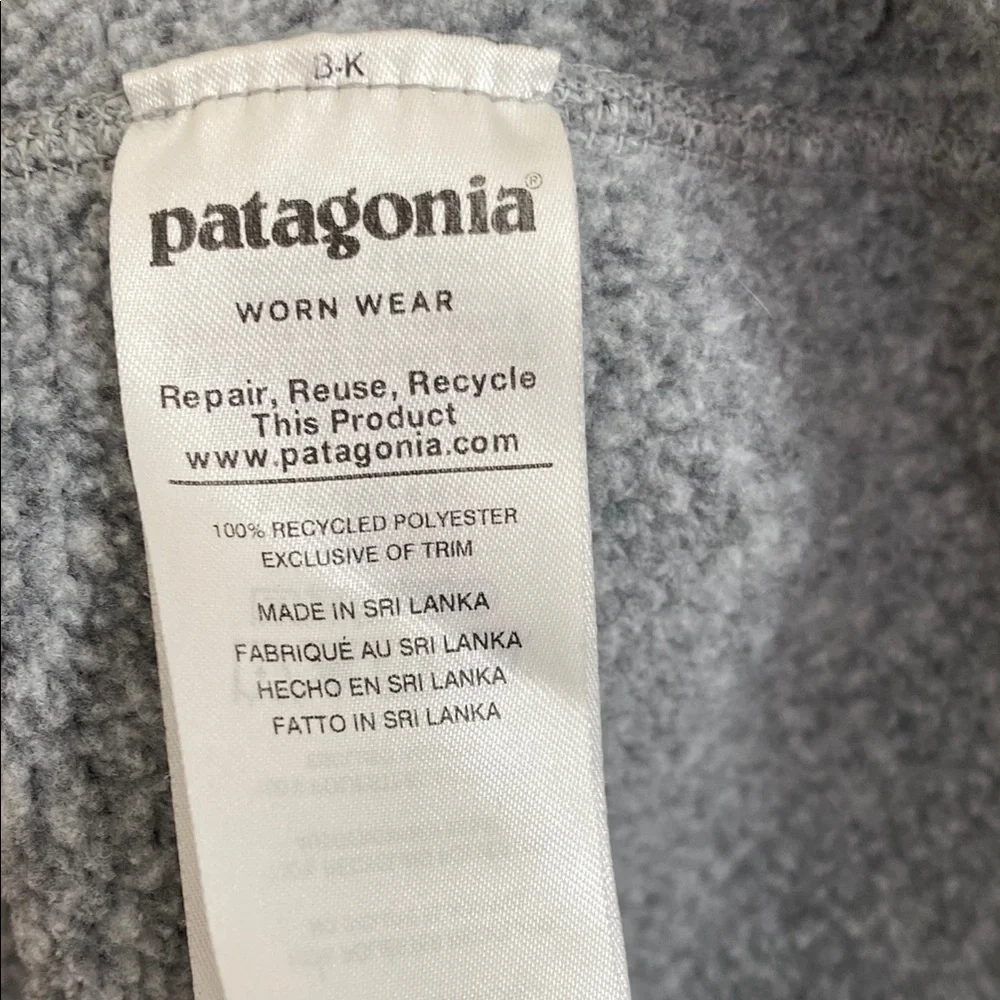 B-K
patagonia®
WORN WEAR
Repair, Reuse, Recycle
This Product
www.patagonia.com
100% RECYCLED POLYESTER
EXCLUSIVE OF TRIM
MADE IN SRI LANKA
FABRIQUÉ AU SRI LANKA
HECHO EN SRI LANKA
FATTO IN SRI LANKA